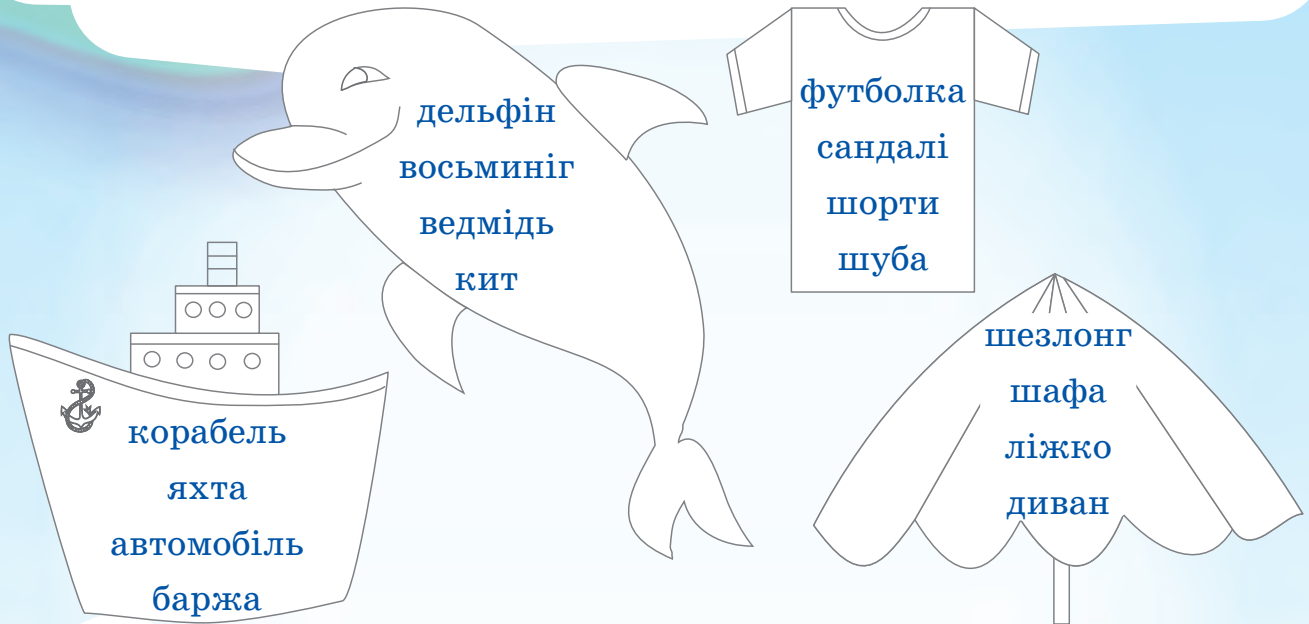 дельфін
восьминіг
ведмідь
кит
футболка
сандалі
шорти
шуба
корабель
яхта
автомобіль
баржа
шезлонг
шафа
ліжко
диван